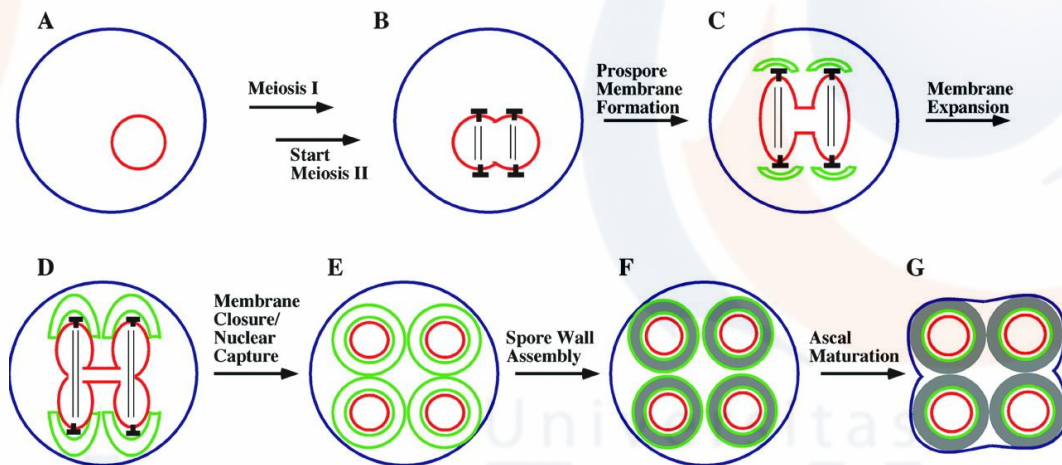 A
Meiosis I
Start
Meiosis II
B
Prospore
Membrane
Formation
C
Membrane
Expansion
D
Membrane
Closure/
Nuclear
Capture
E
Spore Wall
Assembly
F
Ascal
Maturation
G